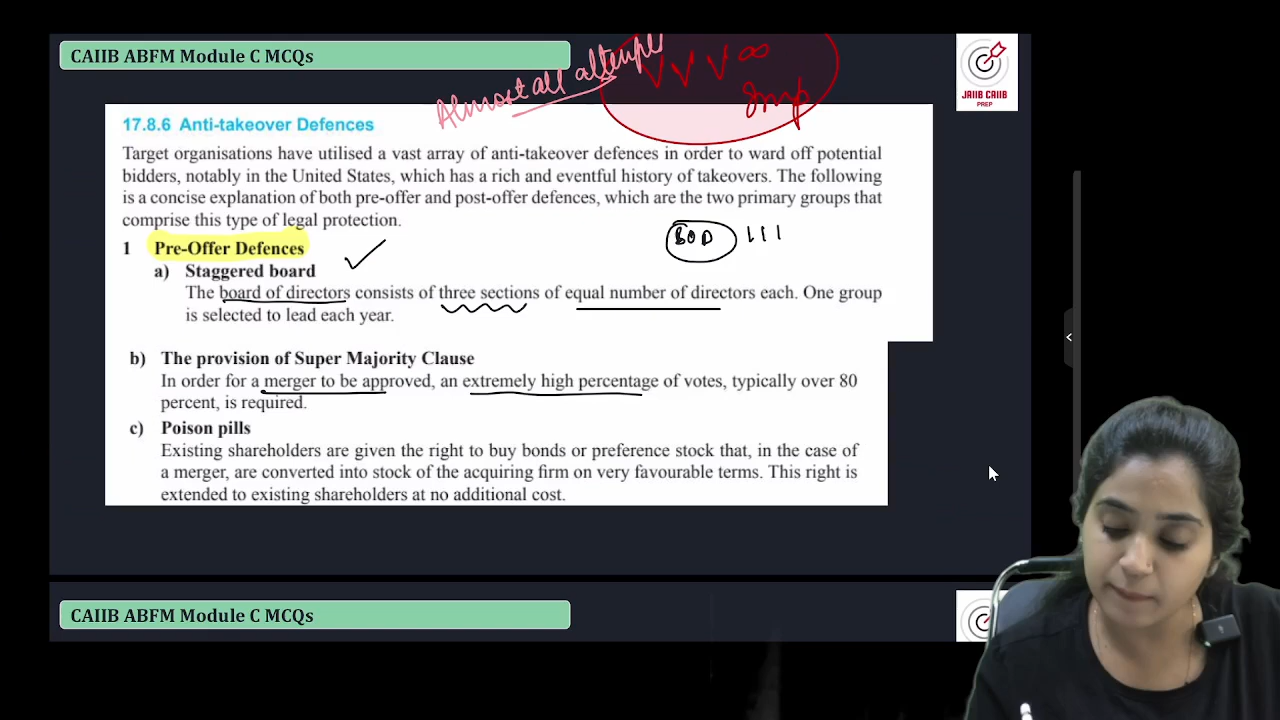 CAIIB ABFM Module C MCQs
Almost all attempts
V V V ∞
Imp
JAIIB CAIIB
PREP
17.8.6 Anti-takeover Defences
Target organisations have utilised a vast array of anti-takeover defences in order to ward off potential
bidders, notably in the United States, which has a rich and eventful history of takeovers. The following
is a concise explanation of both pre-offer and post-offer defences, which are the two primary groups that
comprise this type of legal protection.
BOD
1 Pre-Offer Defences
a) Staggered board
The board of directors consists of three sections of equal number of directors each. One group
is selected to lead each year.
b) The provision of Super Majority Clause
In order for a merger to be approved, an extremely high percentage of votes, typically over 80
percent, is required.
c) Poison pills
Existing shareholders are given the right to buy bonds or preference stock that, in the case of
a merger, are converted into stock of the acquiring firm on very favourable terms. This right is
extended to existing shareholders at no additional cost.
CAIIB ABFM Module C MCQs